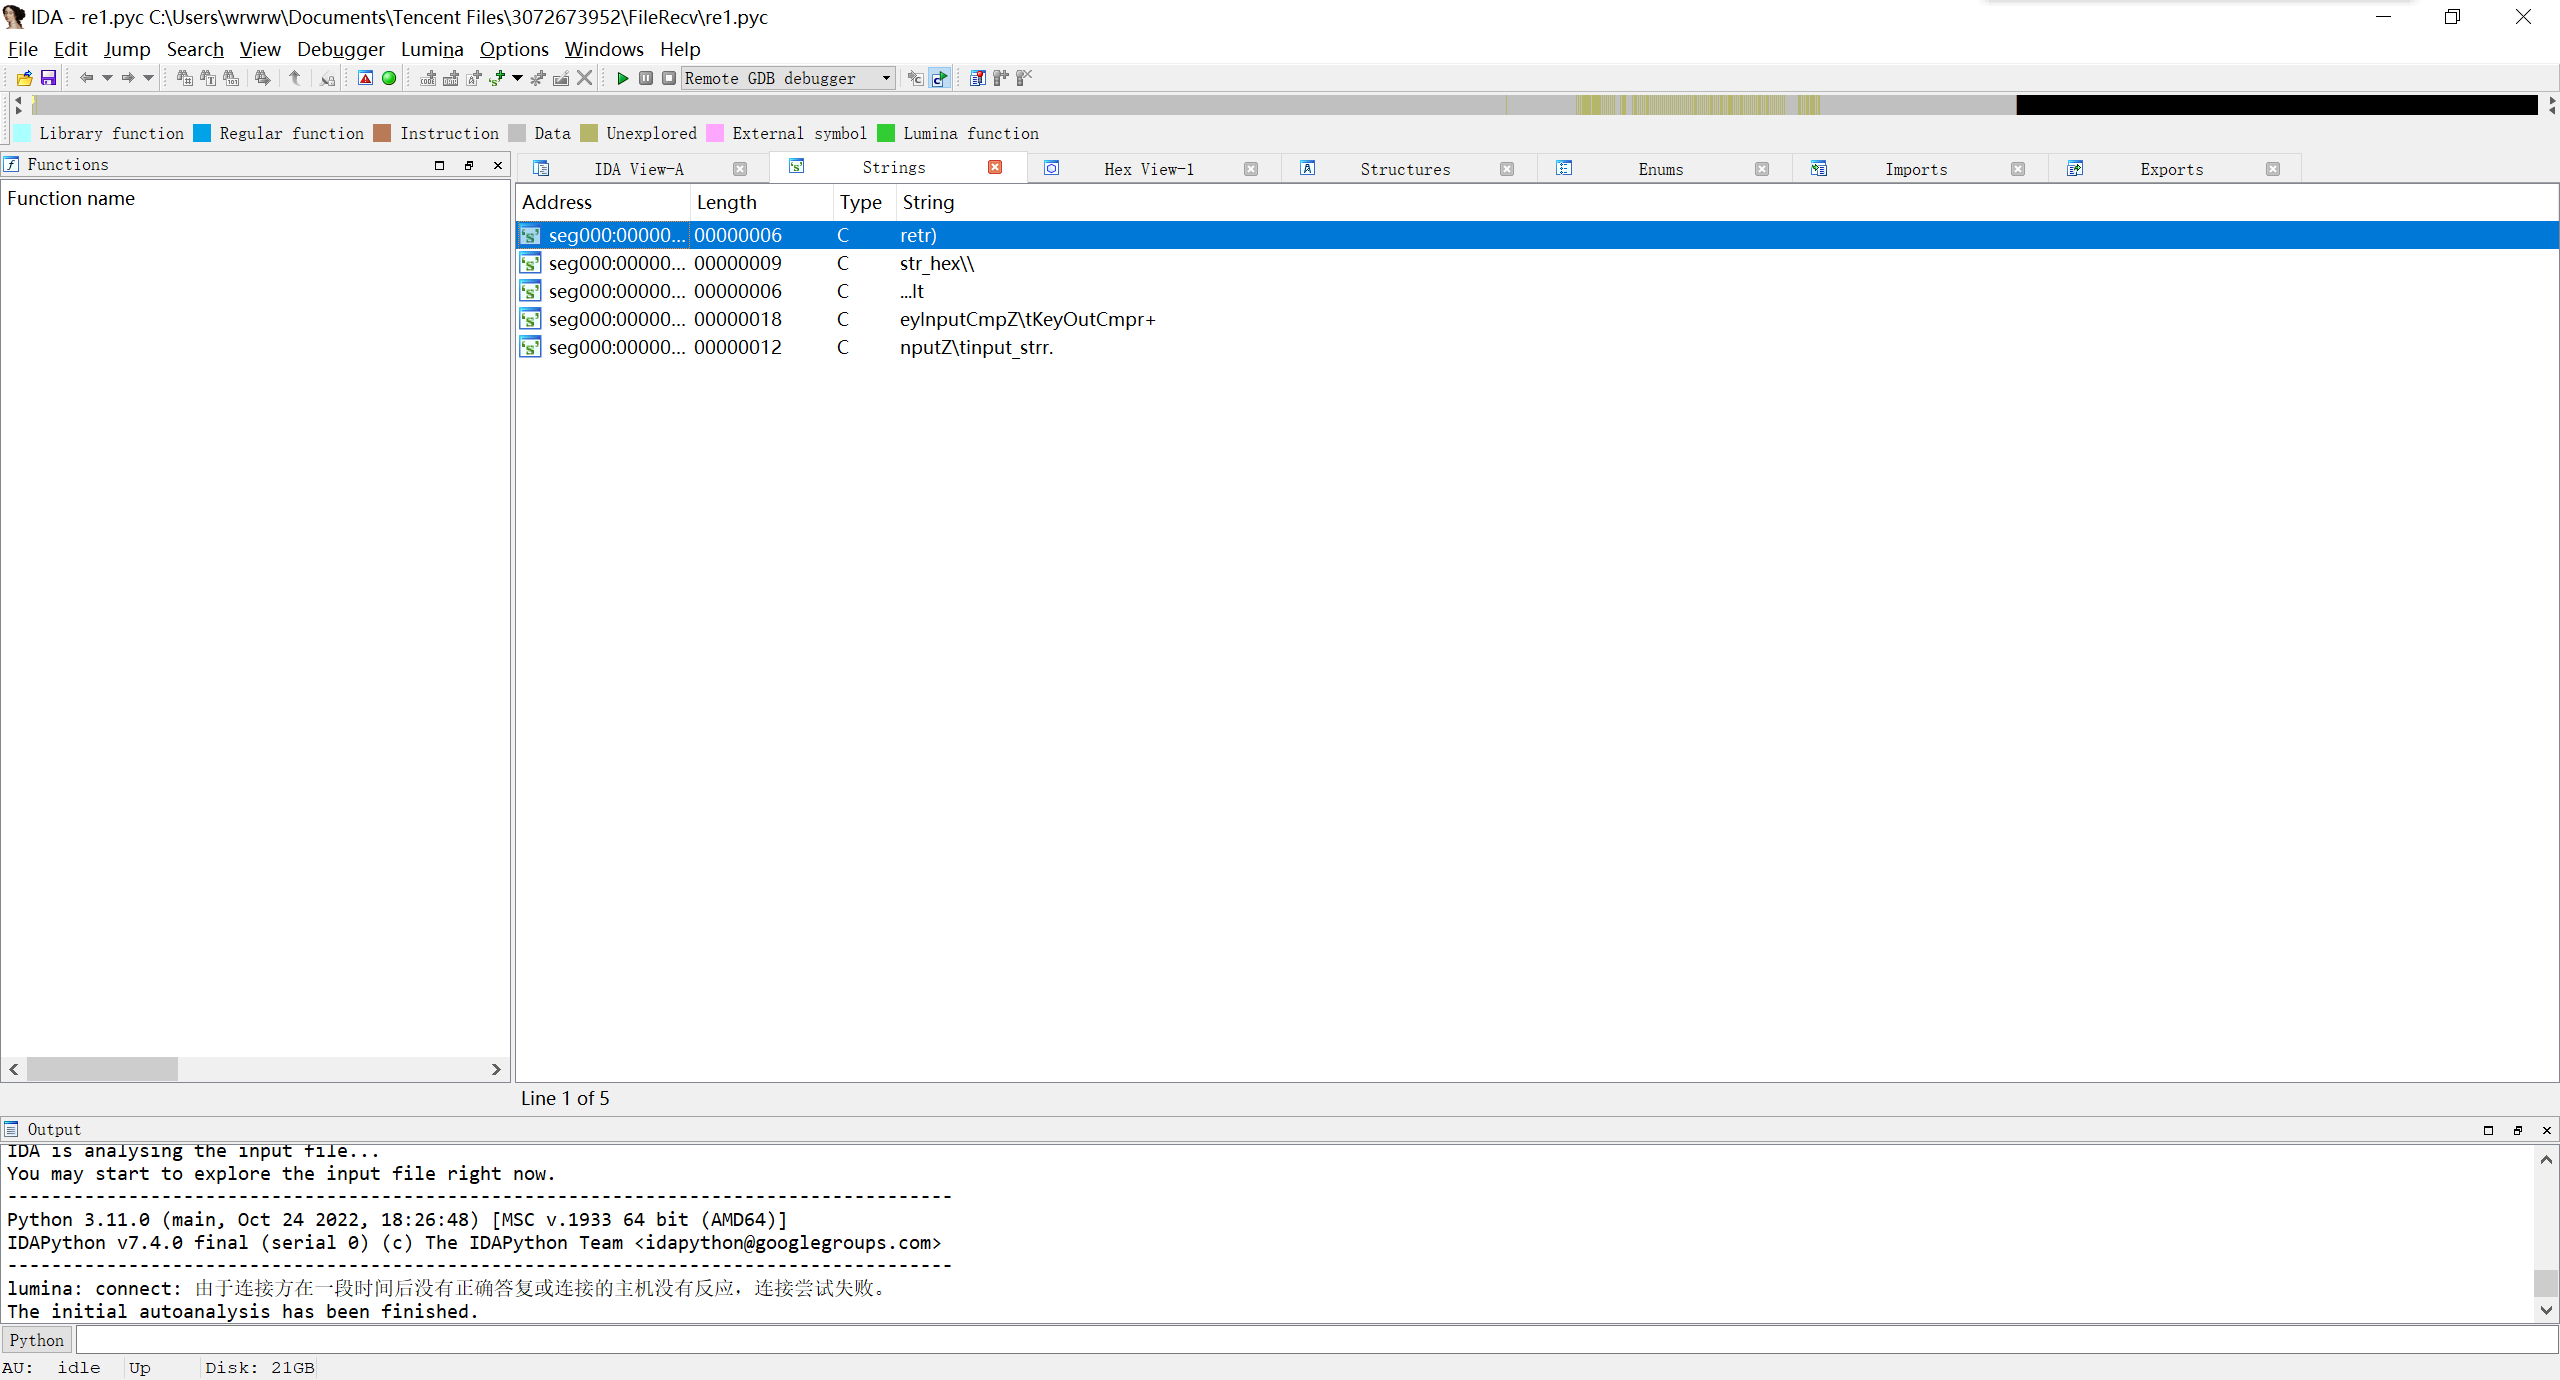 IDA - re1.pyc C:\Users\wrwrw\Documents\Tencent Files\3072673952\FileRecv\re1.pyc
File Edit Jump Search View Debugger Lumina Options Windows Help
Remote GDB debugger
Library function Regular function Instruction Data Unexplored External symbol Lumina function
Functions
Function name
IDA View-A Strings Hex View-1 Structures Enums Imports Exports
Address Length Type String
seg000:00000... 00000006 C retr)
seg000:00000... 00000009 C str_hex\\
seg000:00000... 00000006 C ...lt
seg000:00000... 00000018 C eyInputCmpZ\tKeyOutCmpr+
seg000:00000... 00000012 C nputZ\tinput_strr.
Line 1 of 5
Output
IDA is analysing the input file...
You may start to explore the input file right now.
--------------------------------------------------------------------------------------
Python 3.11.0 (main, Oct 24 2022, 18:26:48) [MSC v.1933 64 bit (AMD64)]
IDAPython v7.4.0 final (serial 0) (c) The IDAPython Team <idapython@googlegroups.com>
--------------------------------------------------------------------------------------
lumina: connect: 由于连接方在一段时间后没有正确答复或连接的主机没有反应，连接尝试失败。
The initial autoanalysis has been finished.
Python
AU: idle Up Disk: 21GB